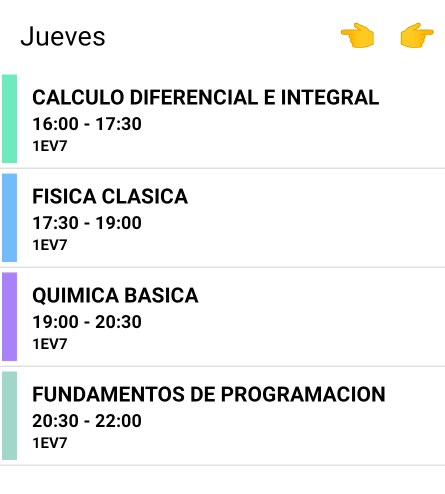 Jueves
CALCULO DIFERENCIAL E INTEGRAL
16:00 - 17:30
1EV7
FISICA CLASICA
17:30 - 19:00
1EV7
QUIMICA BASICA
19:00 - 20:30
1EV7
FUNDAMENTOS DE PROGRAMACION
20:30 - 22:00
1EV7